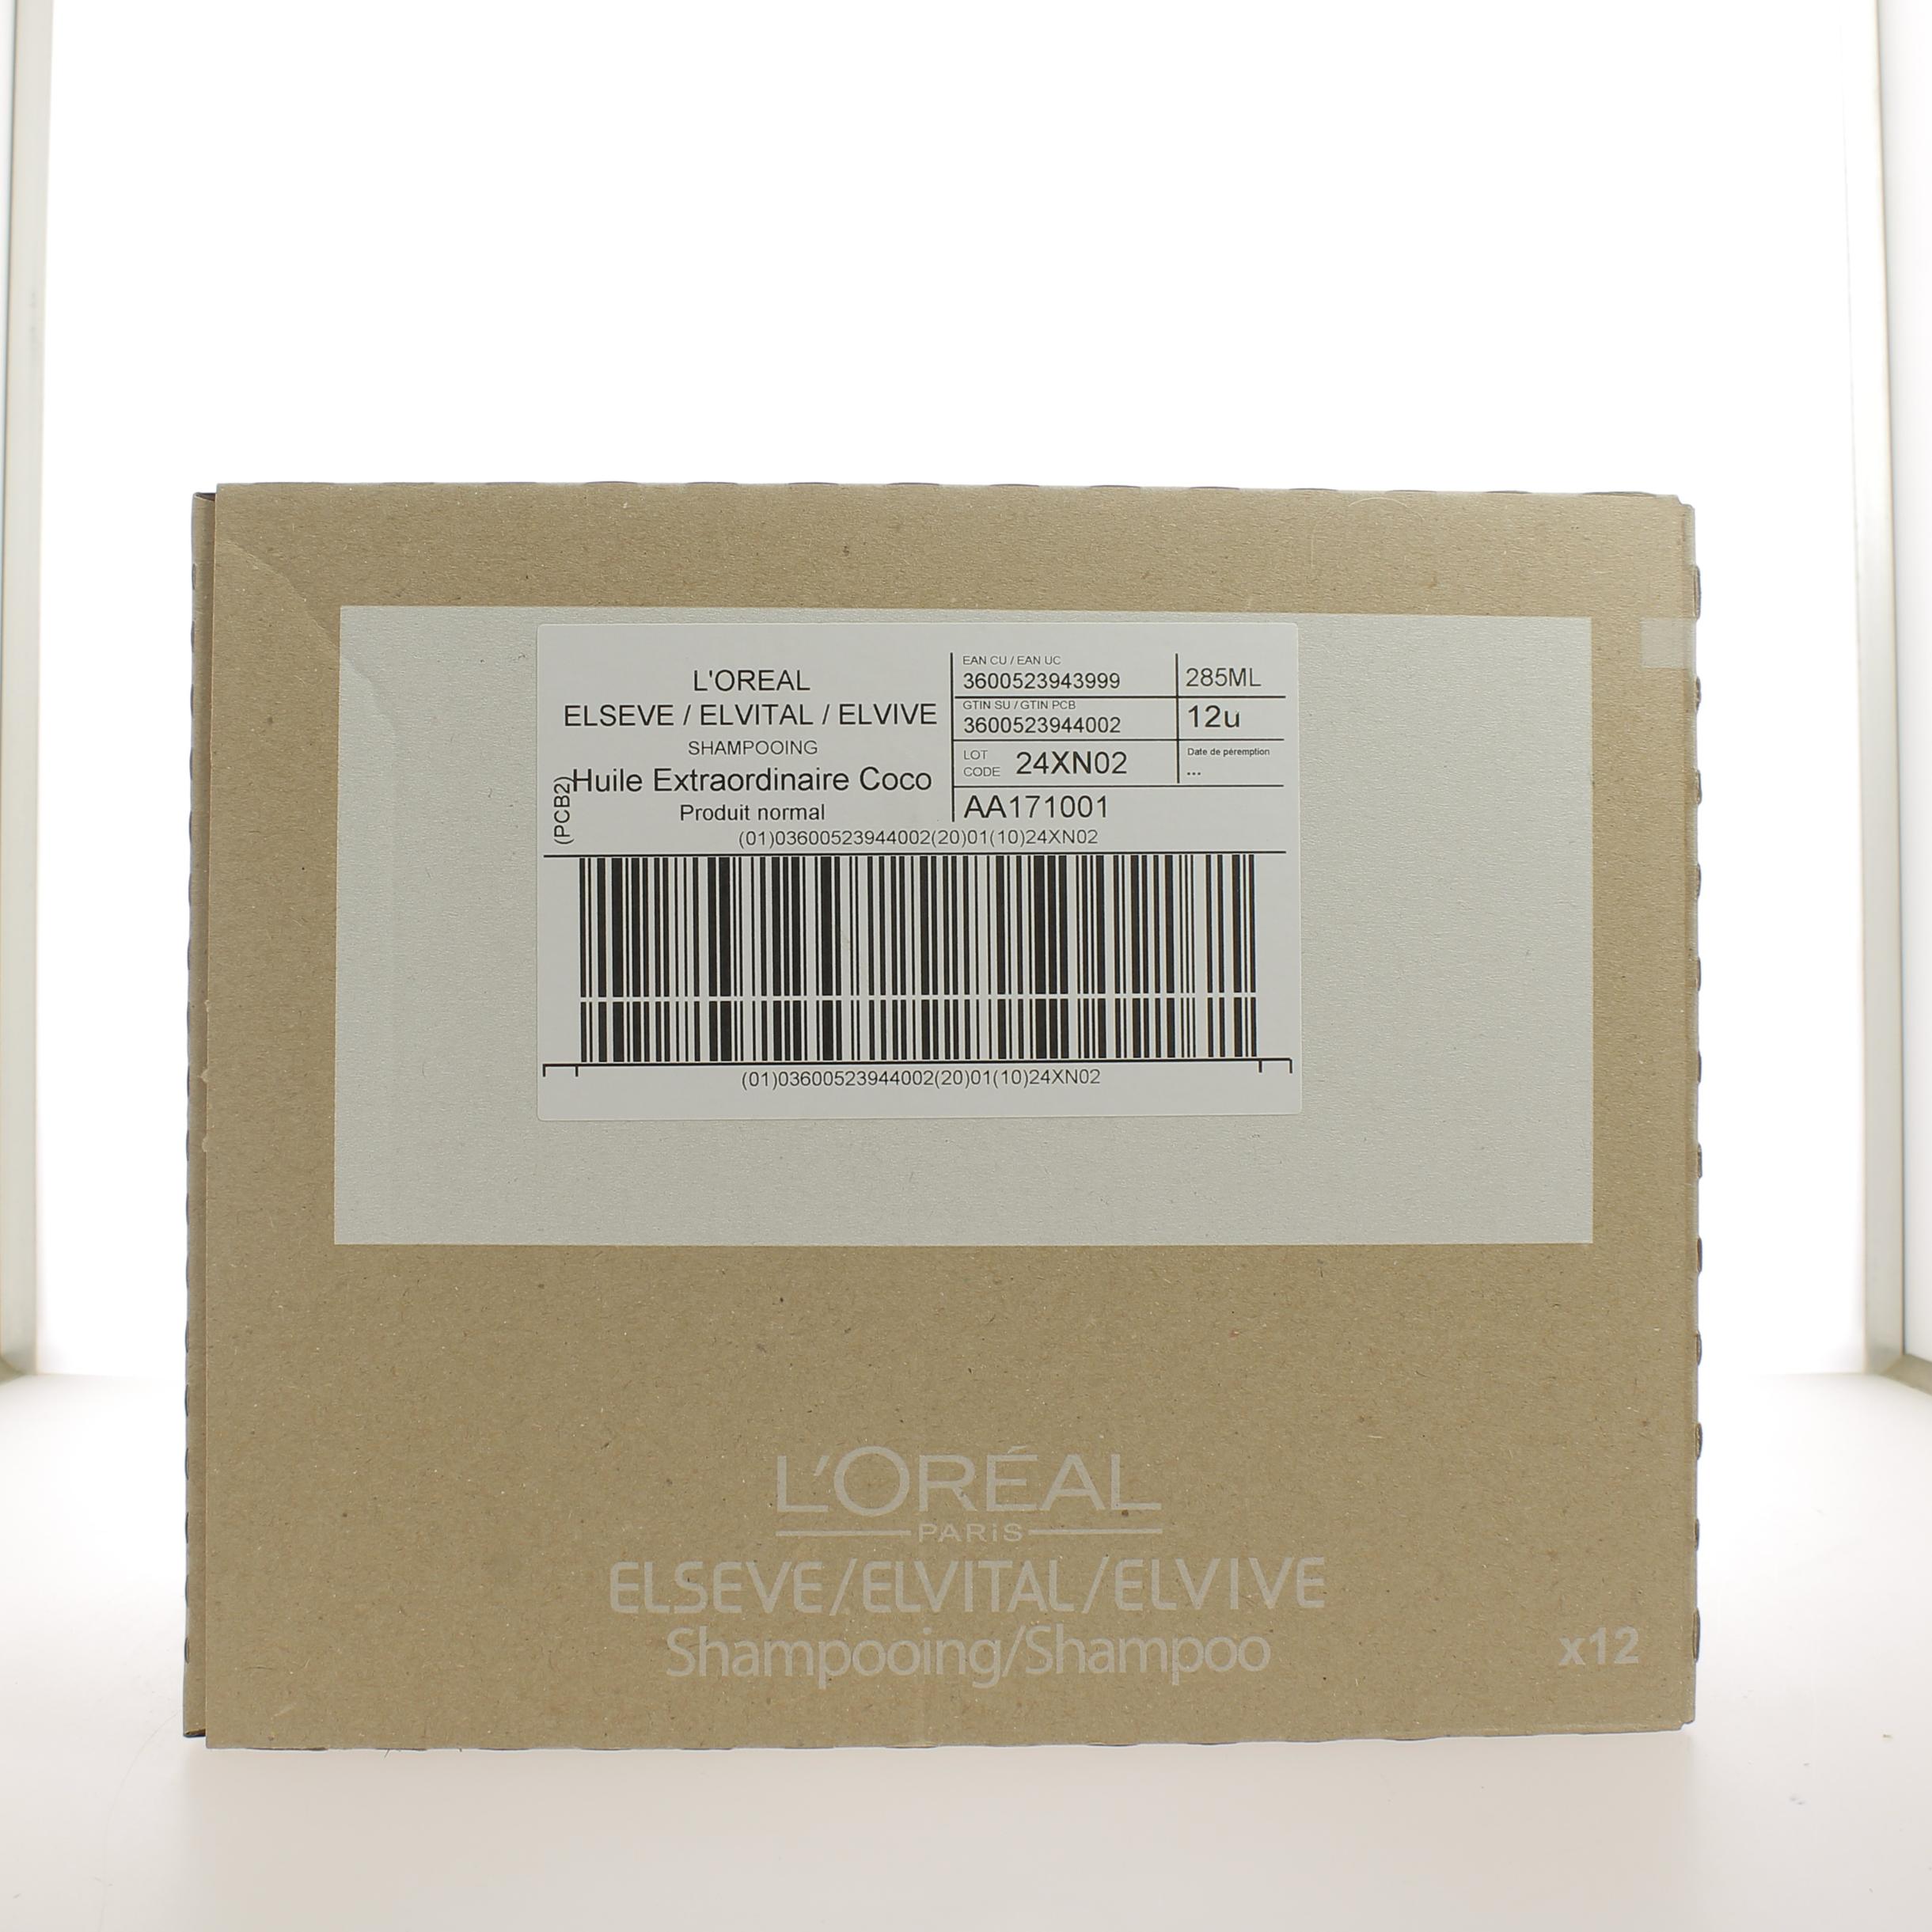 L'OREAL
ELSEVE / ELVITAL / ELVIVE
SHAMPOOING
Huile Extraordinaire Coco
Produit normal
(PCB2)
EAN CU / EAN UC
3600523943999
285ML
GTIN SU / GTIN PCB
3600523944002
12u
LOT CODE 24XN02
Date de péremption
...
AA171001
(01)03600523944002(20)01(10)24XN02
(01)03600523944002(20)01(10)24XN02
L'ORÉAL
PARiS
ELSEVE/ELVITAL/ELVIVE
Shampooing/Shampoo
x12